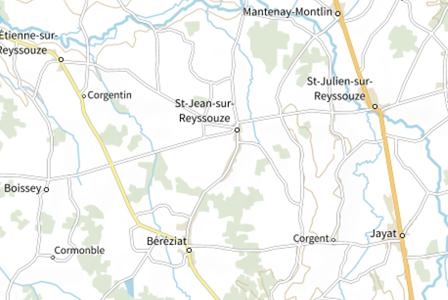 Mantenay-Montlin
Étienne-sur-
Reyssouze
Corgentin
St-Julien-sur-
Reyssouze
St-Jean-sur-
Reyssouze
Boissey
Béréziat
Corgent
Jayat
Cormonble